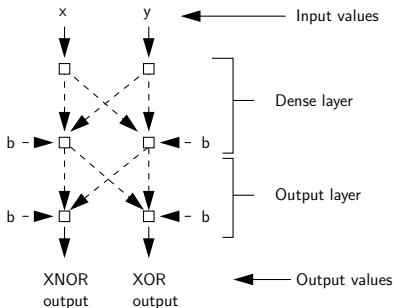 x y Input values
Dense layer
b b
Output layer
b b
XNOR output
XOR output
Output values